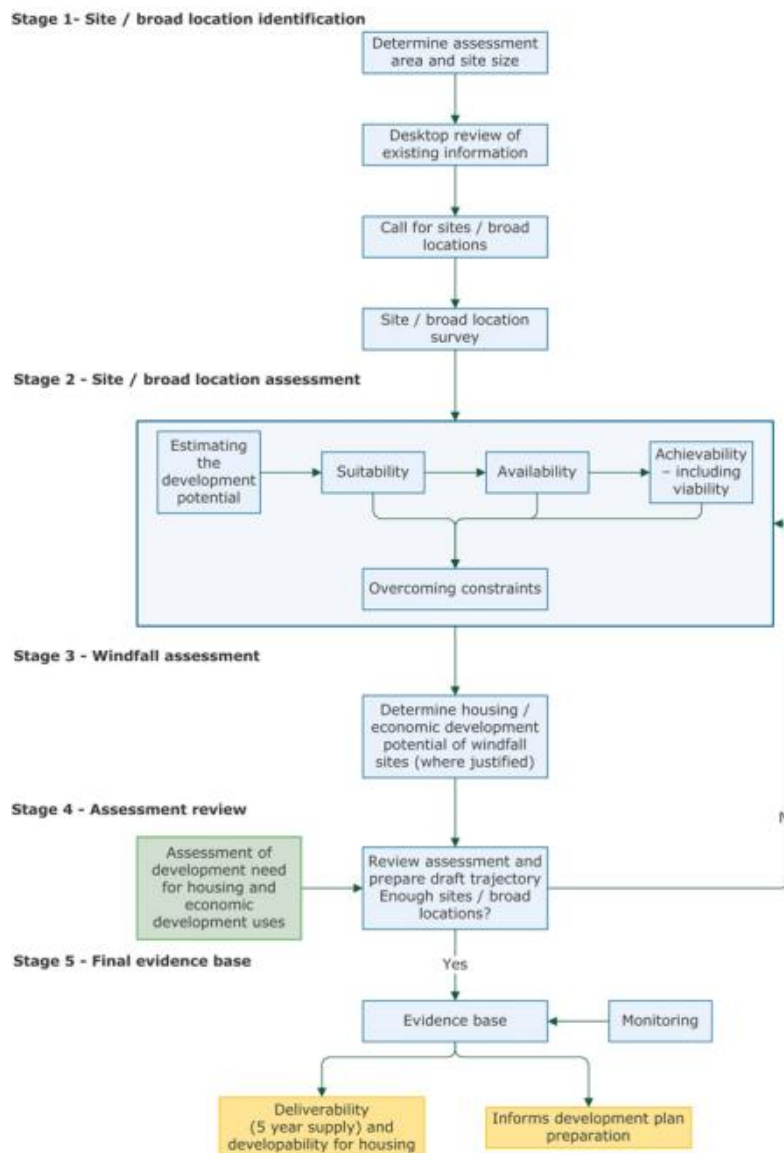 Stage 1- Site / broad location identification
Determine assessment
area and site size
Desktop review of
existing information
Call for sites / broad
locations
Site / broad location
survey
Stage 2 - Site / broad location assessment
Estimating
the
development
potential
Suitability
Availability
Achievability
– including
viability
Overcoming constraints
Stage 3 - Windfall assessment
Determine housing /
economic development
potential of windfall
sites (where justified)
Stage 4 - Assessment review
Assessment of
development need
for housing and
economic
development uses
Review assessment and
prepare draft trajectory
Enough sites / broad
locations?
Stage 5 - Final evidence base
Yes
Evidence base
Monitoring
Deliverability
(5 year supply) and
developability for housing
Informs development plan
preparation